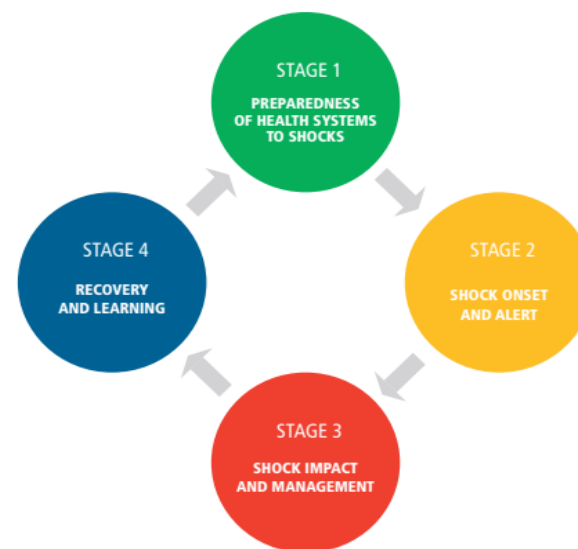 STAGE 1
PREPAREDNESS
OF HEALTH SYSTEMS
TO SHOCKS
STAGE 2
SHOCK ONSET
AND ALERT
STAGE 3
SHOCK IMPACT
AND MANAGEMENT
STAGE 4
RECOVERY
AND LEARNING